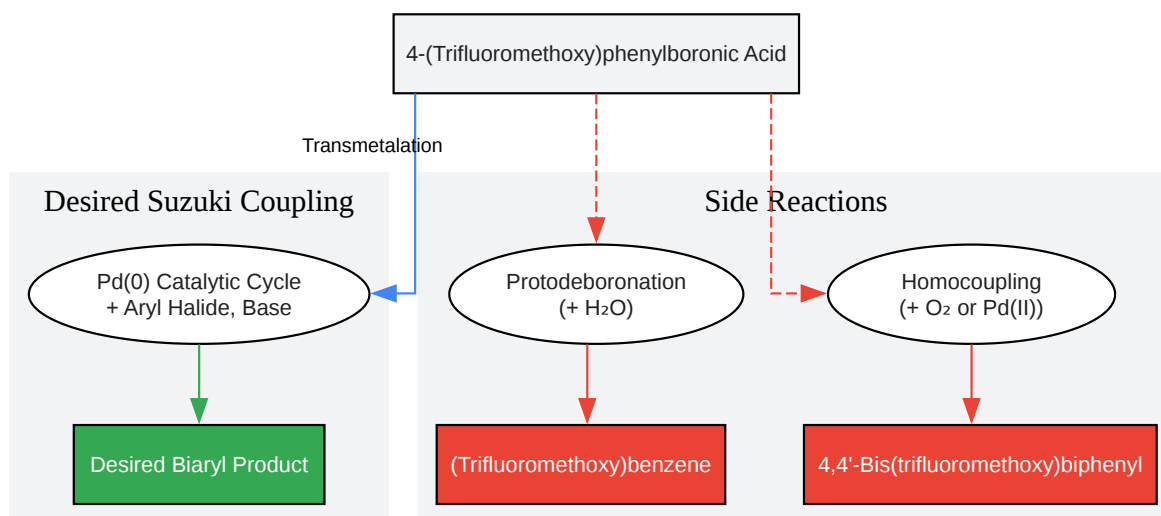 4-(Trifluoromethoxy)phenylboronic Acid
Transmetalation
Desired Suzuki Coupling
Pd(0) Catalytic Cycle
+ Aryl Halide, Base
Desired Biaryl Product
Side Reactions
Protodeboronation
(+ H₂O)
(Trifluoromethoxy)benzene
Homocoupling
(+ O₂ or Pd(II))
4,4'-Bis(trifluoromethoxy)biphenyl